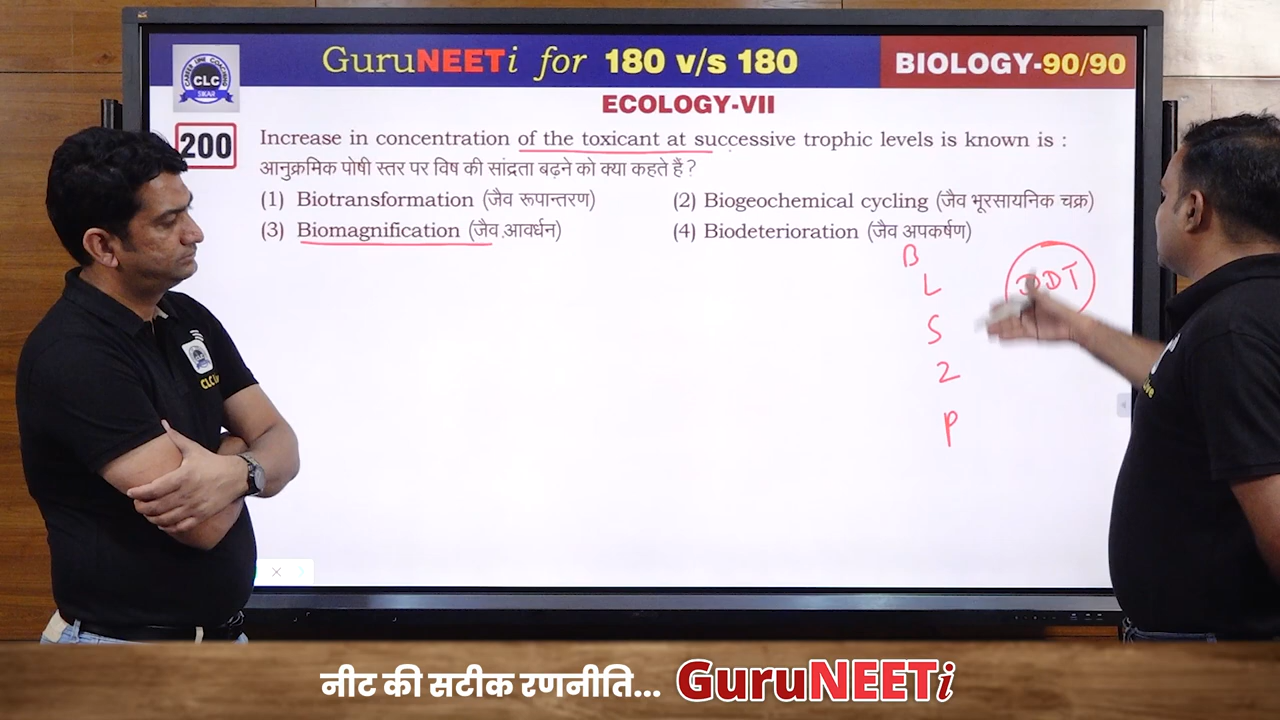 GuruNEETi for 180 v/s 180
BIOLOGY-90/90
CLC
SIKAR
ECOLOGY-VII
200
Increase in concentration of the toxicant at successive trophic levels is known is :
आनुक्रमिक पोषी स्तर पर विष की सांद्रता बढ़ने को क्या कहते हैं ?
(1) Biotransformation (जैव रूपान्तरण)
(2) Biogeochemical cycling (जैव भूरसायनिक चक्र)
(3) Biomagnification (जैव आवर्धन)
(4) Biodeterioration (जैव अपकर्षण)
B
L
DDT
S
Z
P
नीट की सटीक रणनीति... GuruNEETi